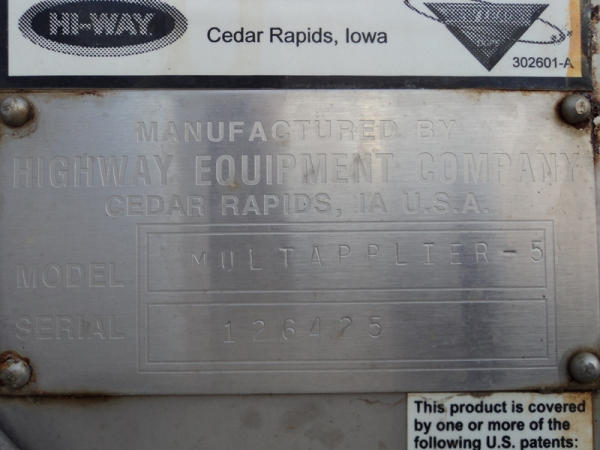 HI-WAY
Cedar Rapids, Iowa
302601-A
MANUFACTURED BY
HIGHWAY EQUIPMENT COMPANY
CEDAR RAPIDS, IA U.S.A.
MODEL MULTAPPLIER-5
SERIAL 126425
This product is covered
by one or more of the
following U.S. patents: